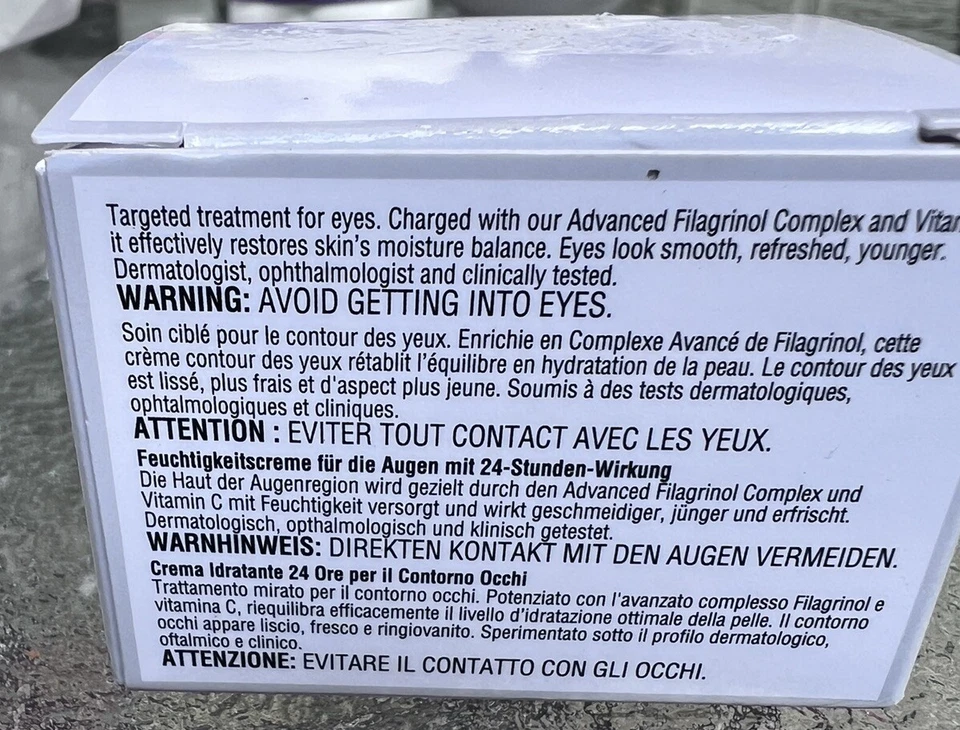 Targeted treatment for eyes. Charged with our Advanced Filagrinol Complex and
it effectively restores skin's moisture balance. Eyes look smooth, refreshed, younger.
Dermatologist, ophthalmologist and clinically tested.
WARNING: AVOID GETTING INTO EYES.
Soin ciblé pour le contour des yeux. Enrichie en Complexe Avancé de Filagrinol, cette
crème contour des yeux rétablit l'équilibre en hydratation de la peau. Le contour des yeux
est lissé, plus frais et d'aspect plus jeune. Soumis à des tests dermatologiques,
ophtalmologiques et cliniques.
ATTENTION : EVITER TOUT CONTACT AVEC LES YEUX.
Feuchtigkeitscreme für die Augen mit 24-Stunden-Wirkung
Die Haut der Augenregion wird gezielt durch den Advanced Filagrinol Complex und
Vitamin C mit Feuchtigkeit versorgt und wirkt geschmeidiger, jünger und erfrischt.
Dermatologisch, opthalmologisch und klinisch getestet.
WARNHINWEIS: DIREKTEN KONTAKT MIT DEN AUGEN VERMEIDEN.
Crema Idratante 24 Ore per il Contorno Occhi
Trattamento mirato per il contorno occhi. Potenziato con l'avanzato complesso Filagrinol e
vitamina C, riequilibra efficacemente il livello d'idratazione ottimale della pelle. Il contorno
occhi appare liscio, fresco e ringiovanito. Sperimentato sotto il profilo dermatologico,
oftalmico e clinico.
ATTENZIONE: EVITARE IL CONTATTO CON GLI OCCHI.